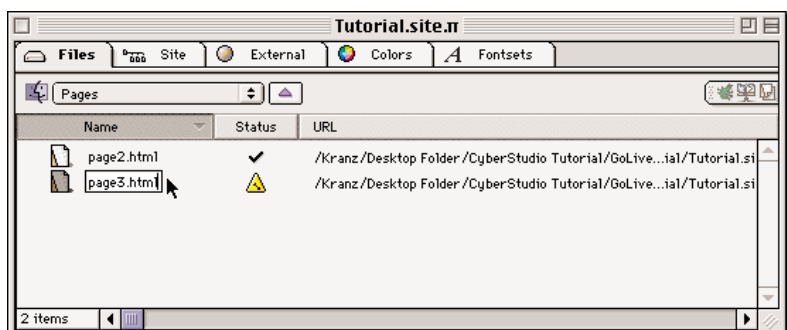 Tutorial.site.π
Files Site External Colors A Fontsets
Pages
Name Status URL
page2.html /Kranz/Desktop Folder/CyberStudio Tutorial/GoLive...ial/Tutorial.si
page3.html /Kranz/Desktop Folder/CyberStudio Tutorial/GoLive...ial/Tutorial.si
2 items